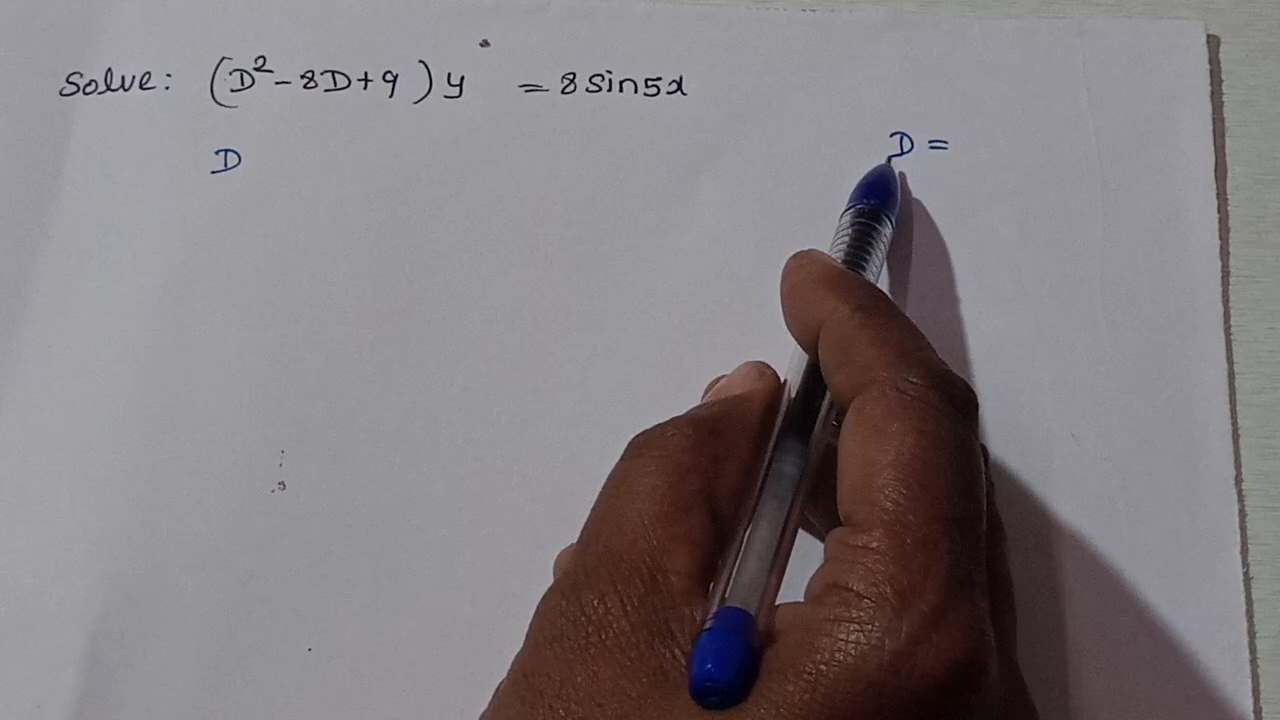 Solve: (D²-8D+9)y = 8sin5x
D =
D